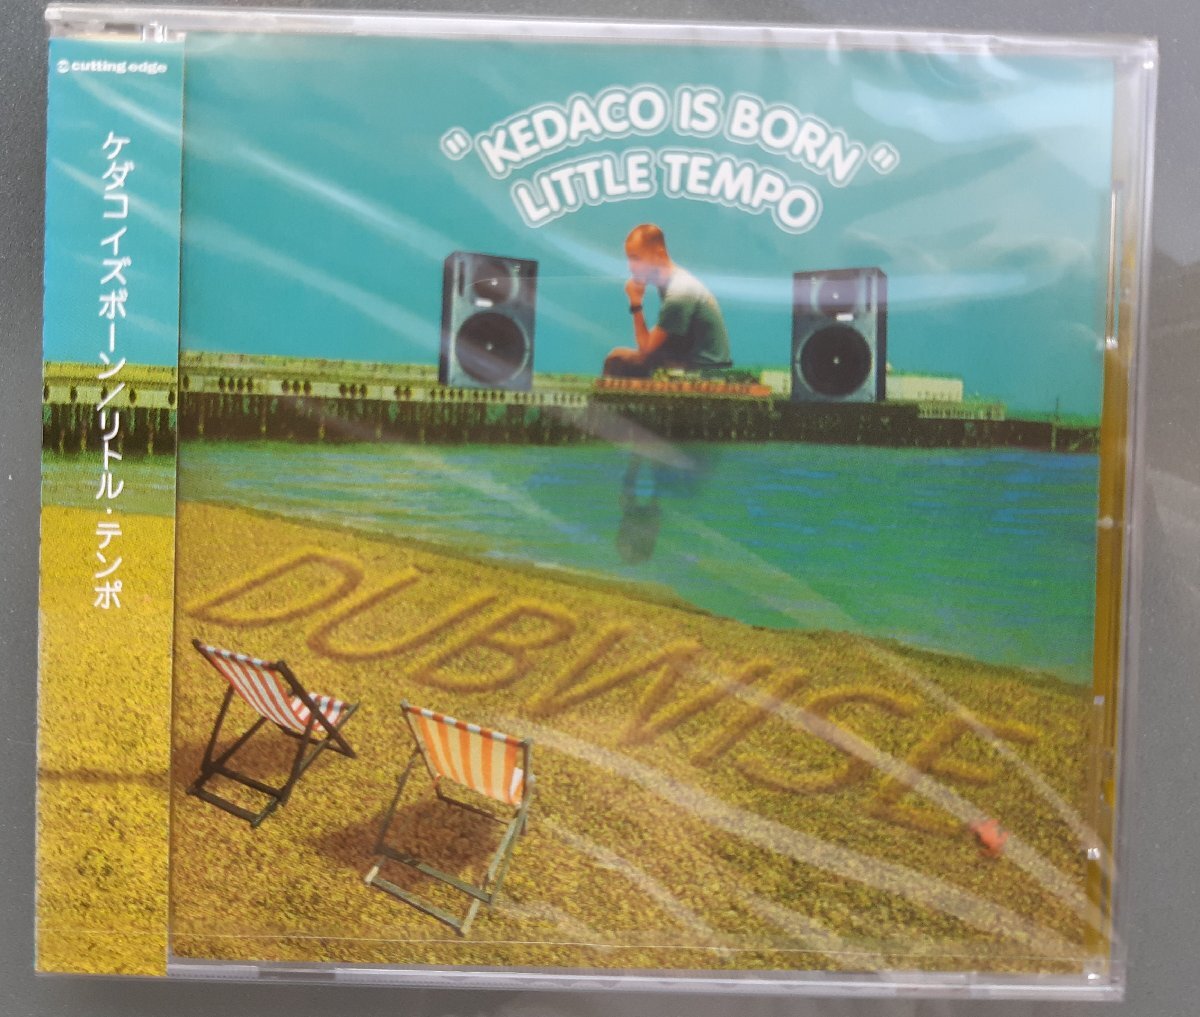 cutting edge
ケダコイズボーン/リトル・テンポ
"KEDACO IS BORN"
LITTLE TEMPO
DUBWISE